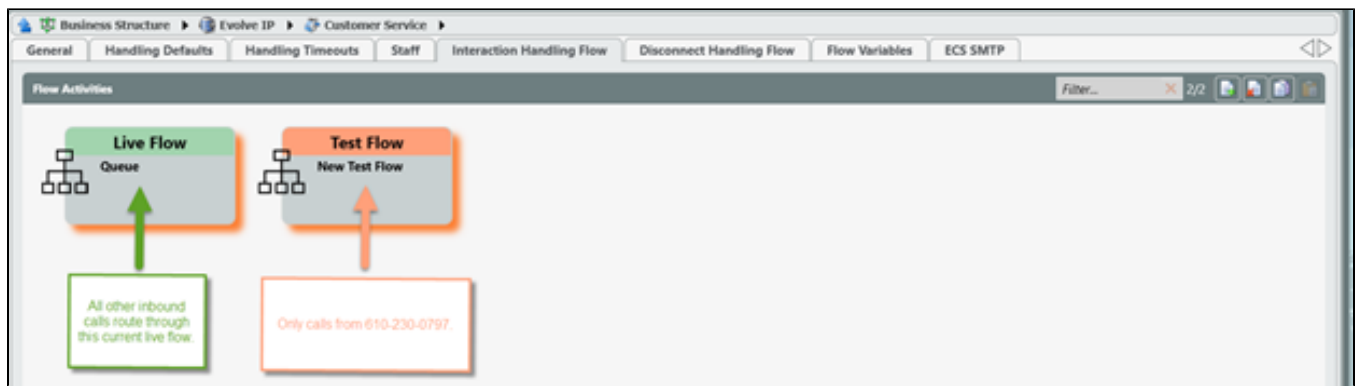 Business Structure Evolve IP Customer Service
General Handling Defaults Handling Timeouts Staff Interaction Handling Flow Disconnect Handling Flow Flow Variables ECS SMTP
Flow Activities Filter... 2/2
Live Flow
Queue
Test Flow
New Test Flow
All other inbound
calls route through
this current live flow.
Only calls from 610-230-0797.